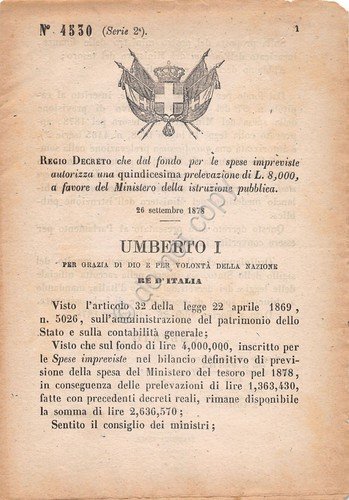 N° 4530 (Serie 2ª). 1
REGIO DECRETO che dal fondo per le spese impreviste
autorizza una quindicesima prelevazione di L. 8,000,
a favore del Ministero della istruzione pubblica.
26 settembre 1878
UMBERTO I
PER GRAZIA DI DIO E PER VOLONTÀ DELLA NAZIONE
RE D'ITALIA
Visto l'articolo 32 della legge 22 aprile 1869,
n. 5026, sull'amministrazione del patrimonio dello
Stato e sulla contabilità generale;
Visto che sul fondo di lire 4,000,000, inscritto per
le Spese impreviste nel bilancio definitivo di previ-
sione della spesa del Ministero del tesoro pel 1878,
in conseguenza delle prelevazioni di lire 1,363,430,
fatte con precedenti decreti reali, rimane disponibile
la somma di lire 2,636,570;
Sentito il consiglio dei ministri;